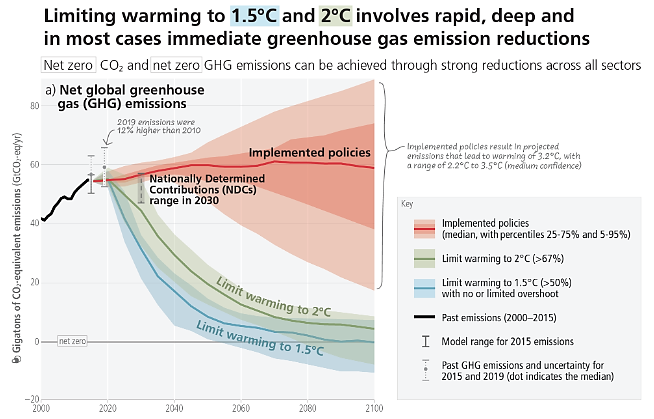 Limiting warming to 1.5°C and 2°C involves rapid, deep and
in most cases immediate greenhouse gas emission reductions
Net zero CO₂ and net zero GHG emissions can be achieved through strong reductions across all sectors
a) Net global greenhouse
gas (GHG) emissions
2019 emissions were
12% higher than 2010
Implemented policies
Nationally Determined
Contributions (NDCs)
range in 2030
Limit warming to 2°C
Limit warming to 1.5°C
net zero
Gigatons of CO₂-equivalent emissions (GtCO₂-eq/yr)
80
60
40
20
0
−20
2000
2020
2040
2060
2080
2100
Implemented policies result in projected
emissions that lead to warming of 3.2°C, with
a range of 2.2°C to 3.5°C (medium confidence)
Key
Implemented policies
(median, with percentiles 25-75% and 5-95%)
Limit warming to 2°C (>67%)
Limit warming to 1.5°C (>50%)
with no or limited overshoot
Past emissions (2000–2015)
Model range for 2015 emissions
Past GHG emissions and uncertainty for
2015 and 2019 (dot indicates the median)